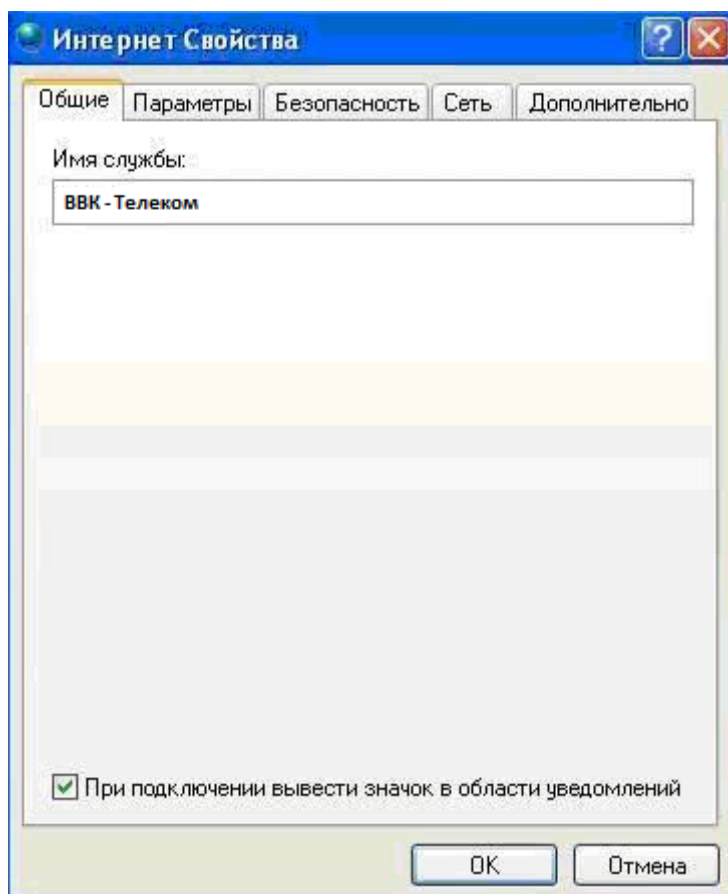 Интернет Свойства
Общие Параметры Безопасность Сеть Дополнительно
Имя службы:
ВВК - Телеком
При подключении вывести значок в области уведомлений
ОК Отмена